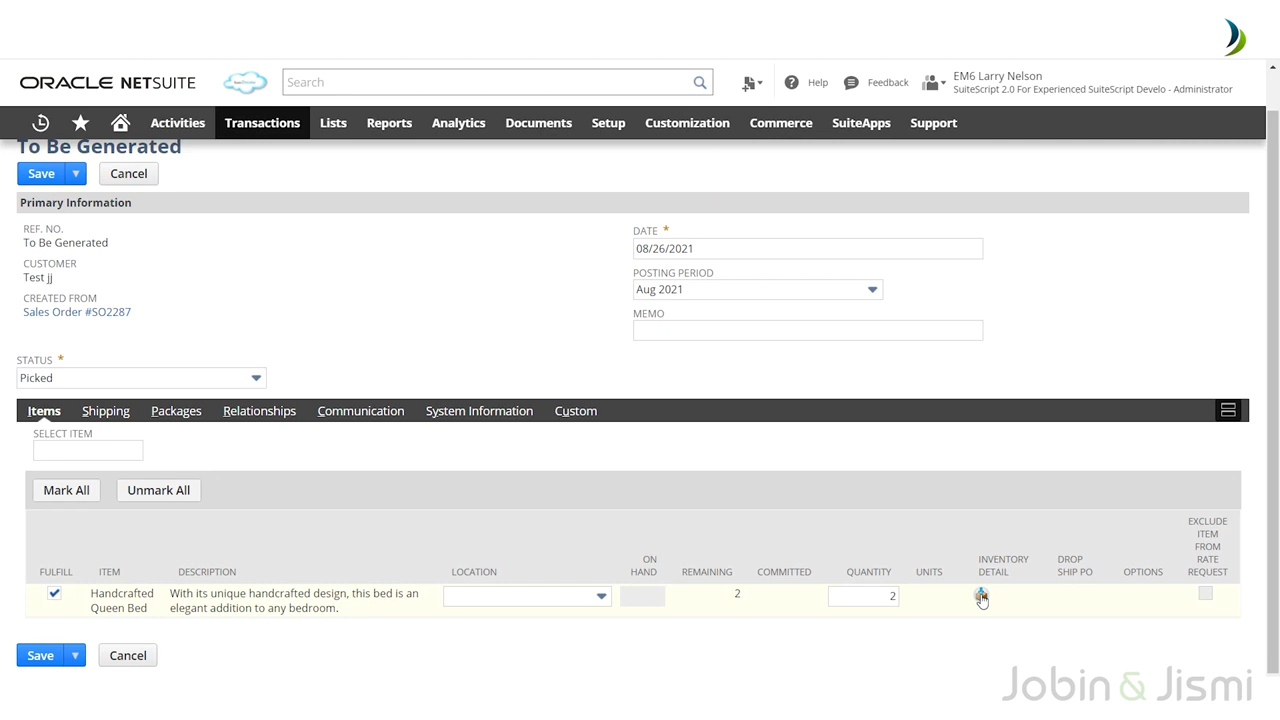 ORACLE NETSUITE
Search
Help
Feedback
EM6 Larry Nelson
SuiteScript 2.0 For Experienced SuiteScript Develo - Administrator
Activities
Transactions
Lists
Reports
Analytics
Documents
Setup
Customization
Commerce
SuiteApps
Support
To Be Generated
Save
Cancel
Primary Information
REF. NO.
To Be Generated
CUSTOMER
Test jj
CREATED FROM
Sales Order #SO2287
DATE *
08/26/2021
POSTING PERIOD
Aug 2021
MEMO
STATUS *
Picked
Items
Shipping
Packages
Relationships
Communication
System Information
Custom
SELECT ITEM
Mark All
Unmark All
FULFILL
ITEM
DESCRIPTION
LOCATION
ON
HAND
REMAINING
COMMITTED
QUANTITY
UNITS
INVENTORY
DETAIL
DROP
SHIP PO
OPTIONS
EXCLUDE
ITEM
FROM
RATE
REQUEST
Handcrafted
Queen Bed
With its unique handcrafted design, this bed is an
elegant addition to any bedroom.
2
2
Save
Cancel
Jobin & Jismi